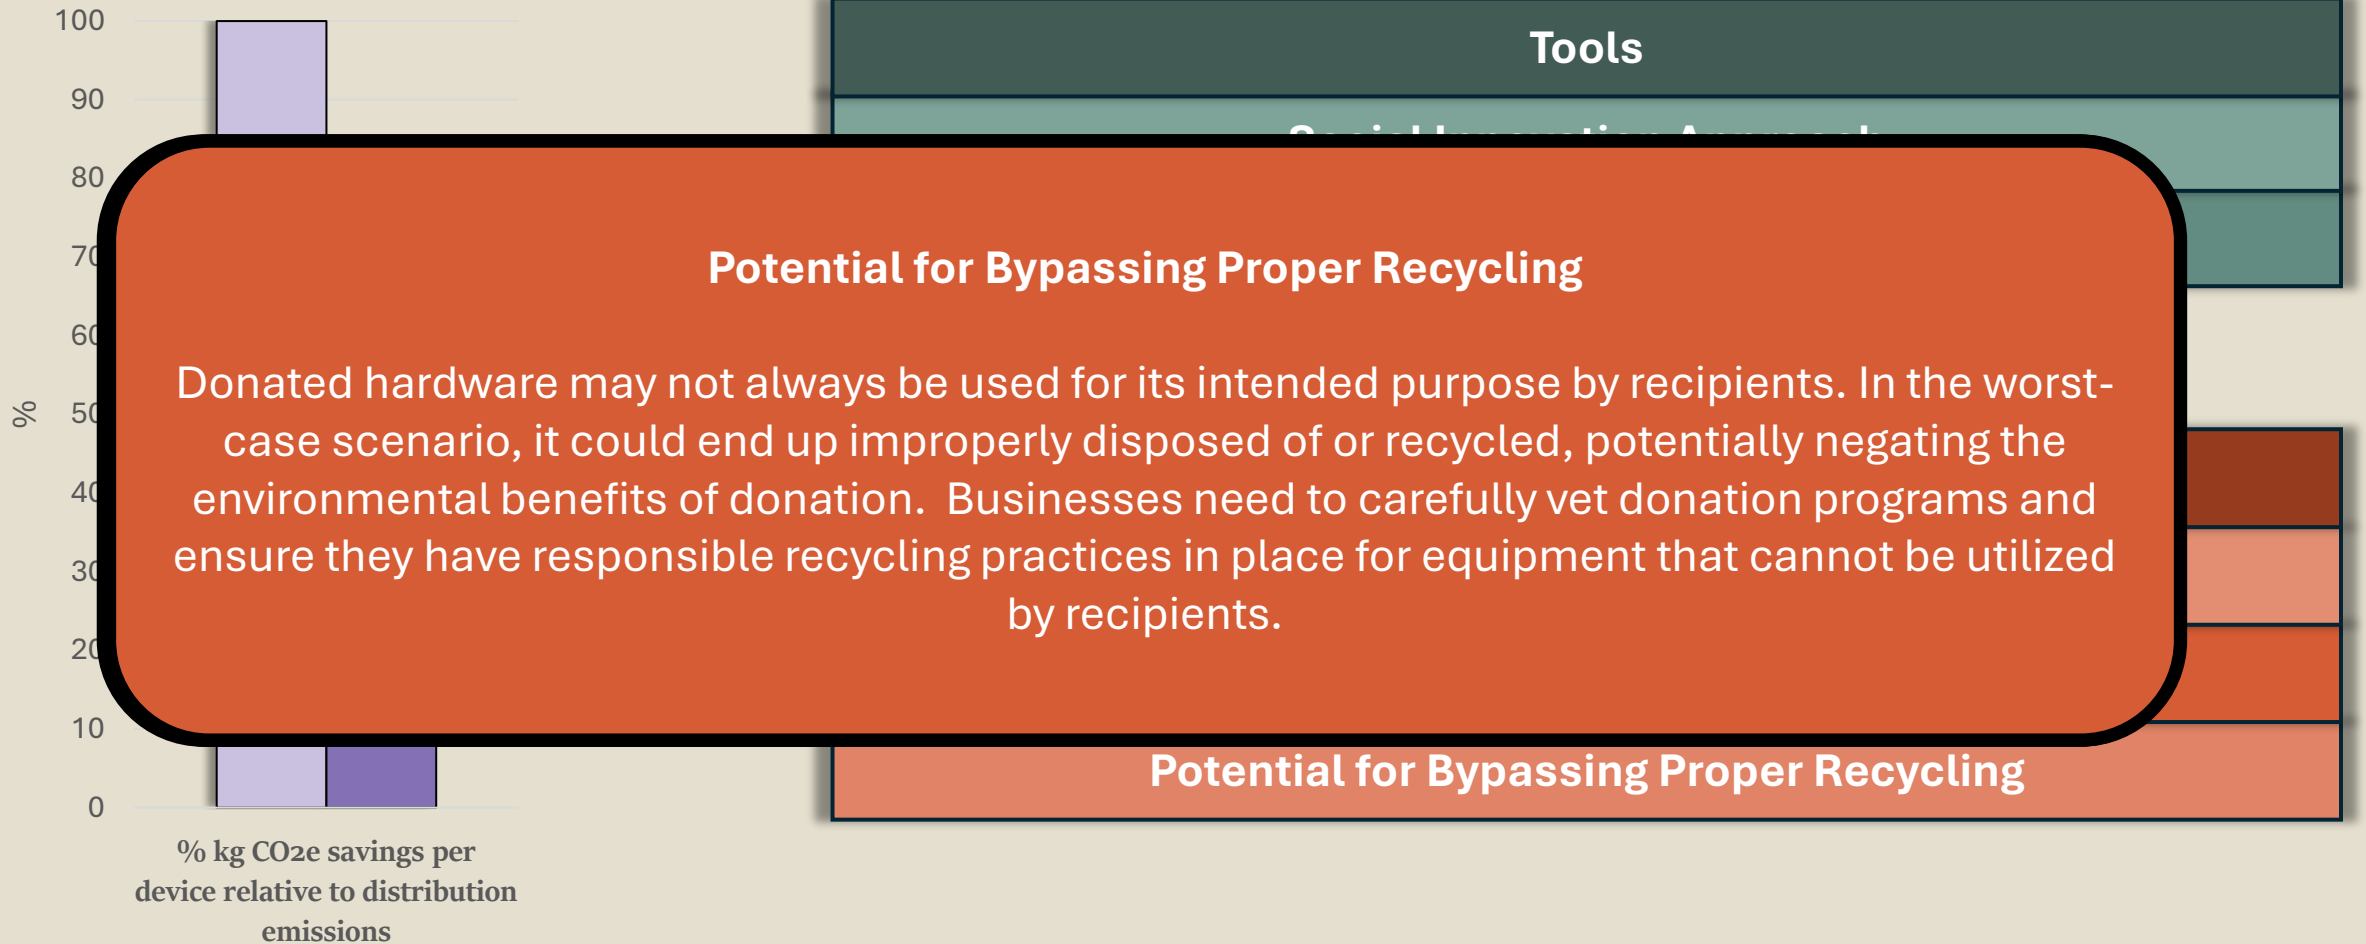 100
90
80
70
60
50
40
30
20
10
0
%
% kg CO2e savings per
device relative to distribution
emissions
Tools
Social Innovation Approach
Potential for Bypassing Proper Recycling
Donated hardware may not always be used for its intended purpose by recipients. In the worst-
case scenario, it could end up improperly disposed of or recycled, potentially negating the
environmental benefits of donation.  Businesses need to carefully vet donation programs and
ensure they have responsible recycling practices in place for equipment that cannot be utilized
by recipients.
Potential for Bypassing Proper Recycling